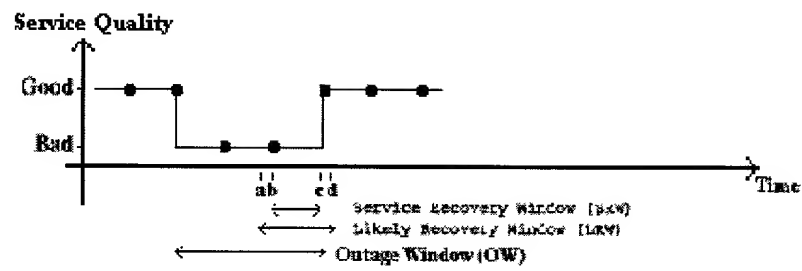 Service Quality
Good
Bad
a b c d
Time
Service Recovery Window (SRW)
Likely Recovery Window (LRW)
Outage Window (OW)